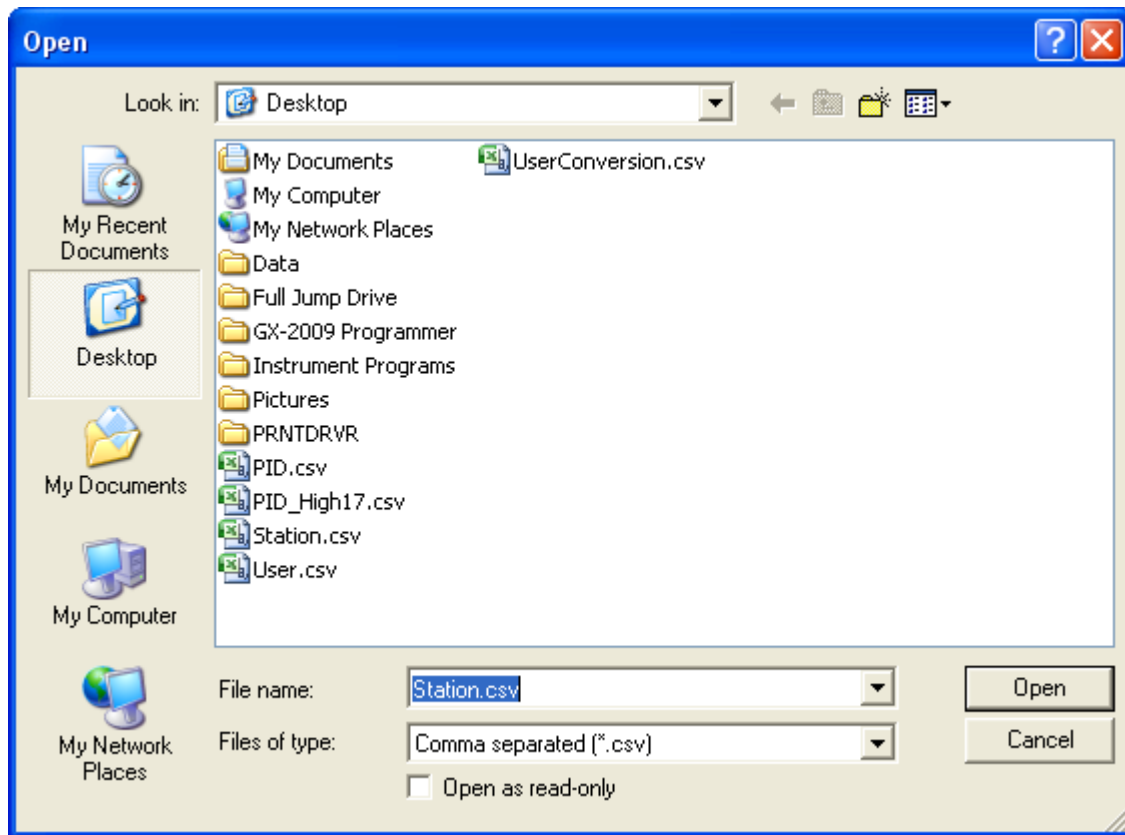 Open
Look in:
Desktop
My Recent
Documents
Desktop
My Documents
My Computer
My Network
Places
My Documents
My Computer
My Network Places
Data
Full Jump Drive
GX-2009 Programmer
Instrument Programs
Pictures
PRNTDRVR
PID.csv
PID_High17.csv
Station.csv
User.csv
UserConversion.csv
File name:
Station.csv
Open
Files of type:
Comma separated (*.csv)
Cancel
Open as read-only